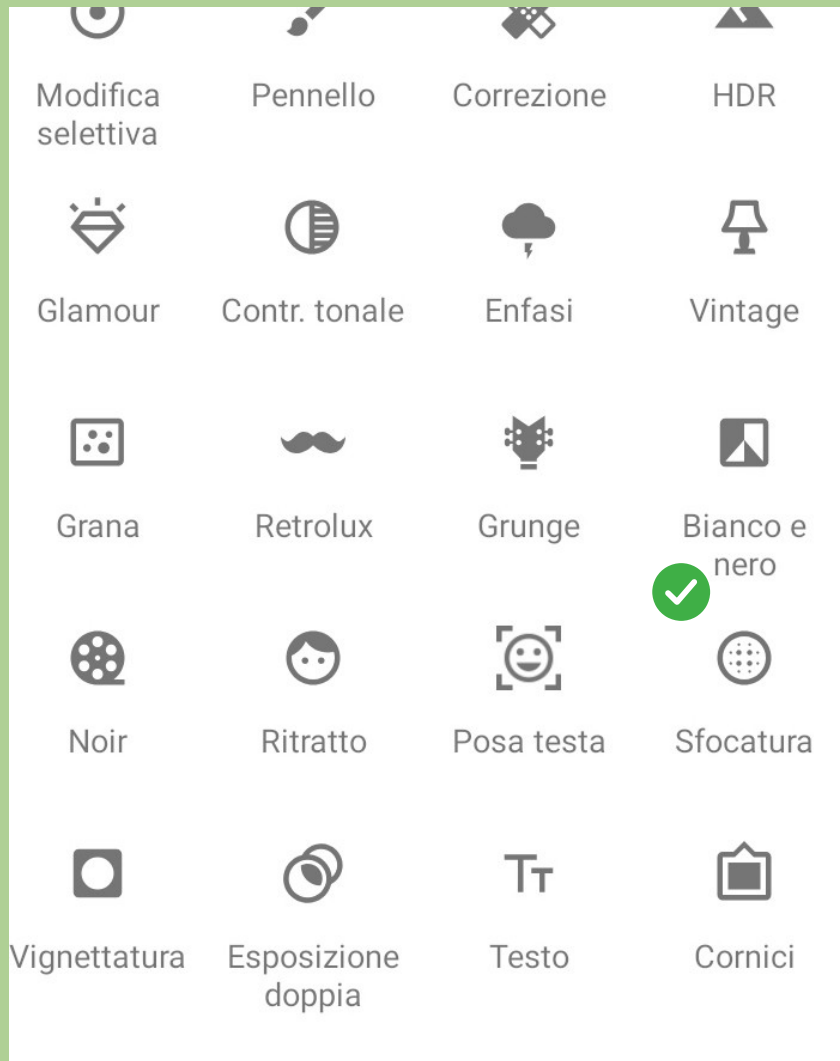 Modifica
selettiva
Pennello
Correzione
HDR
Glamour
Contr. tonale
Enfasi
Vintage
Grana
Retrolux
Grunge
Bianco e
nero
Noir
Ritratto
Posa testa
Sfocatura
Vignettatura
Esposizione
doppia
Testo
Cornici